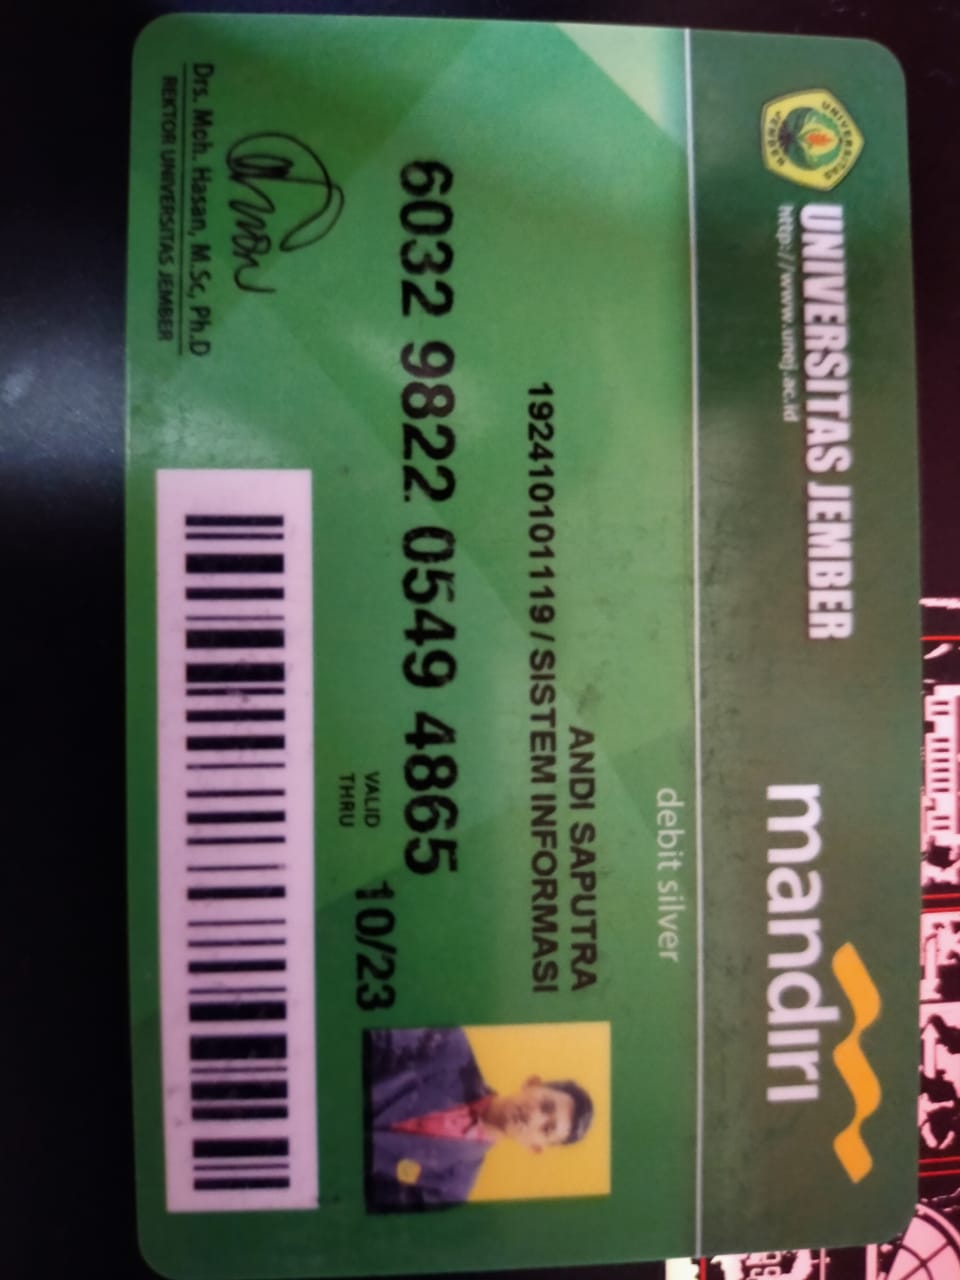 UNIVERSITAS JEMBER
http://www.unej.ac.id
UNIVERSITAS JEMBER
mandiri
debit silver
ANDI SAPUTRA
192410101119 / SISTEM INFORMASI
6032 9822 0549 4865
VALID THRU 10/23
Drs. Moh. Hasan, M.Sc, Ph.D
REKTOR UNIVERSITAS JEMBER